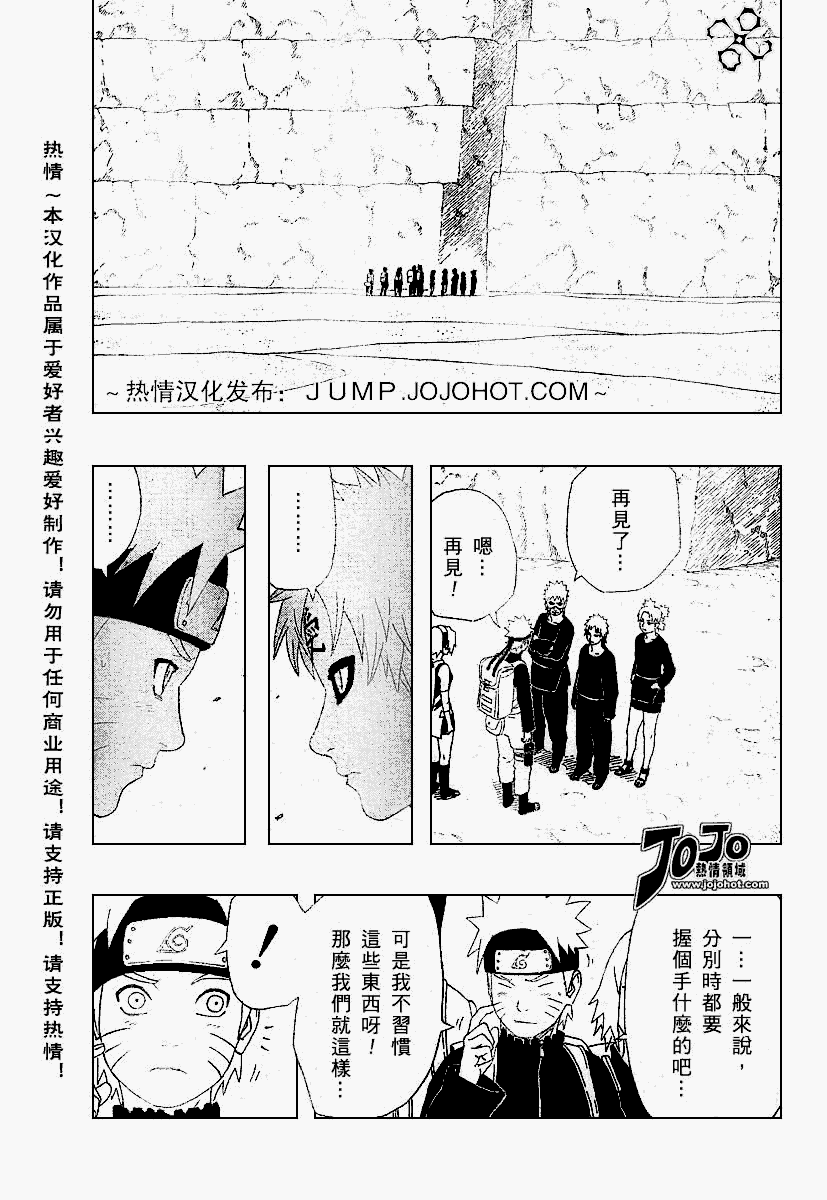 热情～本汉化作品属于爱好者兴趣爱好制作！请勿用于任何商业用途！请支持正版！请支持热情！
～热情汉化发布：JUMP.JOJOHOT.COM～
再見了…
嗯…
再見！
愛
………
………
JOJO
熱情領域
www.jojohot.com
一…一般來說，
分別時都要
握個手什麼的吧…
可是我不習慣
這些東西呀！
那麼我們就這樣…
！